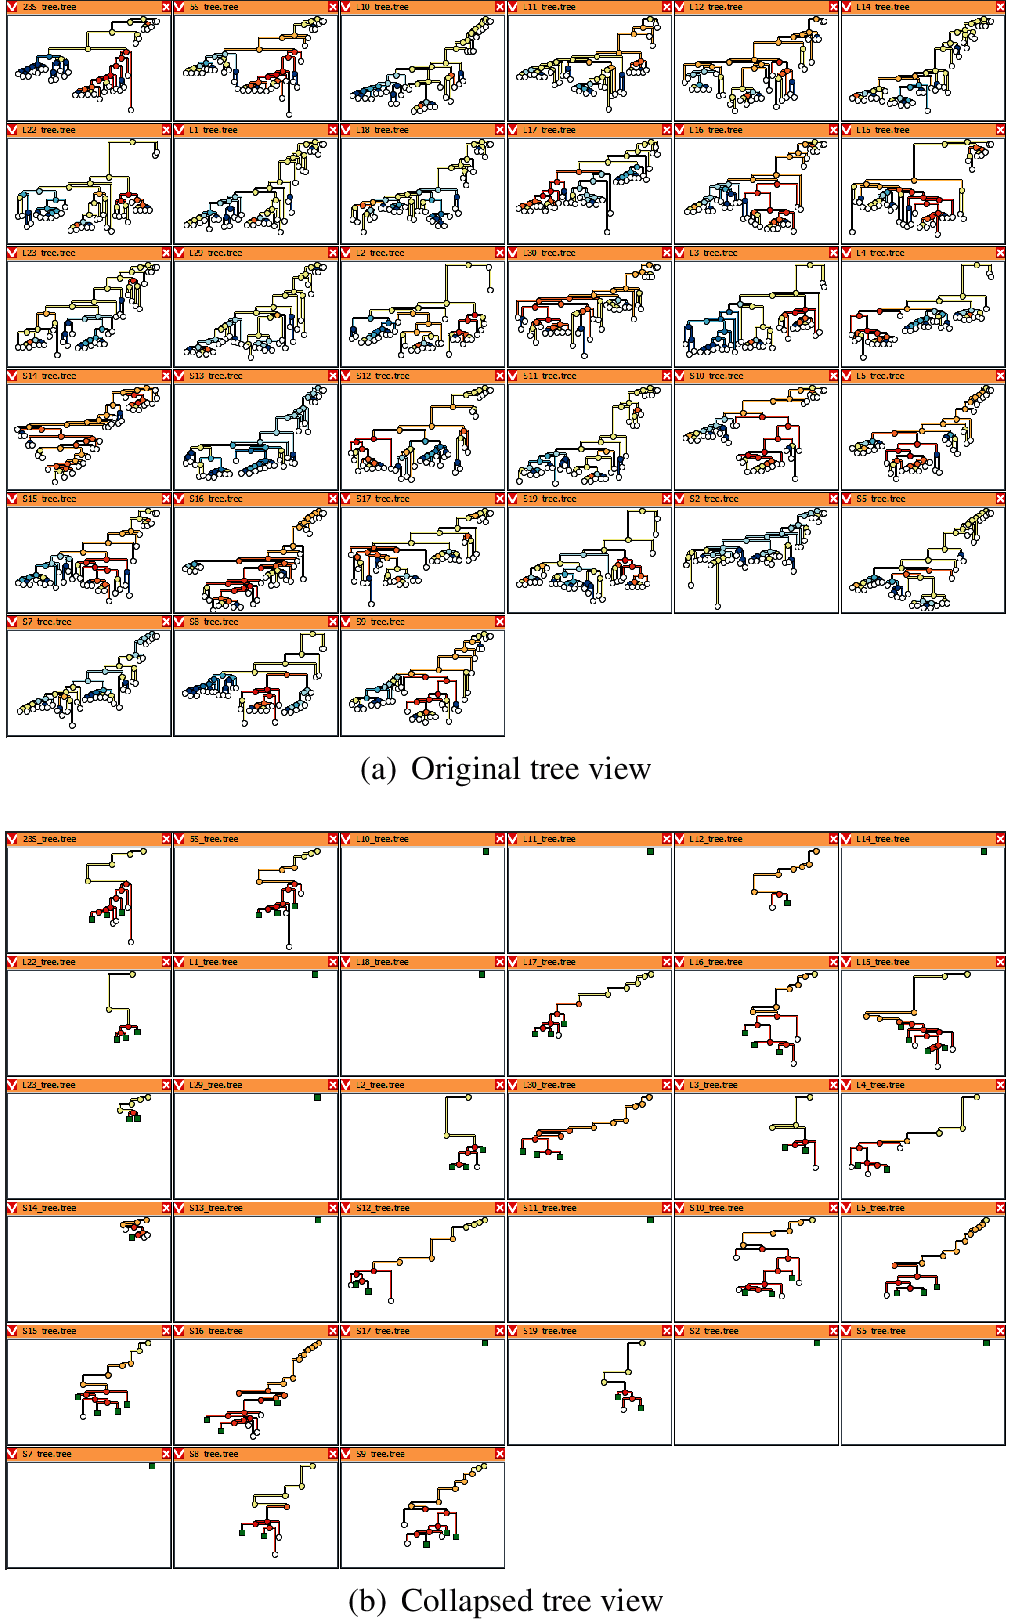 23S_tree.tree 5S_tree.tree L10_tree.tree L11_tree.tree L12_tree.tree L14_tree.tree
L22_tree.tree L1_tree.tree L18_tree.tree L17_tree.tree L16_tree.tree L15_tree.tree
L23_tree.tree L29_tree.tree L2_tree.tree L30_tree.tree L3_tree.tree L4_tree.tree
S14_tree.tree S13_tree.tree S12_tree.tree S11_tree.tree S10_tree.tree L5_tree.tree
S15_tree.tree S16_tree.tree S17_tree.tree S19_tree.tree S2_tree.tree S5_tree.tree
S7_tree.tree S8_tree.tree S9_tree.tree
(a) Original tree view
23S_tree.tree 5S_tree.tree L10_tree.tree L11_tree.tree L12_tree.tree L14_tree.tree
L22_tree.tree L1_tree.tree L18_tree.tree L17_tree.tree L16_tree.tree L15_tree.tree
L23_tree.tree L29_tree.tree L2_tree.tree L30_tree.tree L3_tree.tree L4_tree.tree
S14_tree.tree S13_tree.tree S12_tree.tree S11_tree.tree S10_tree.tree L5_tree.tree
S15_tree.tree S16_tree.tree S17_tree.tree S19_tree.tree S2_tree.tree S5_tree.tree
S7_tree.tree S8_tree.tree S9_tree.tree
(b) Collapsed tree view